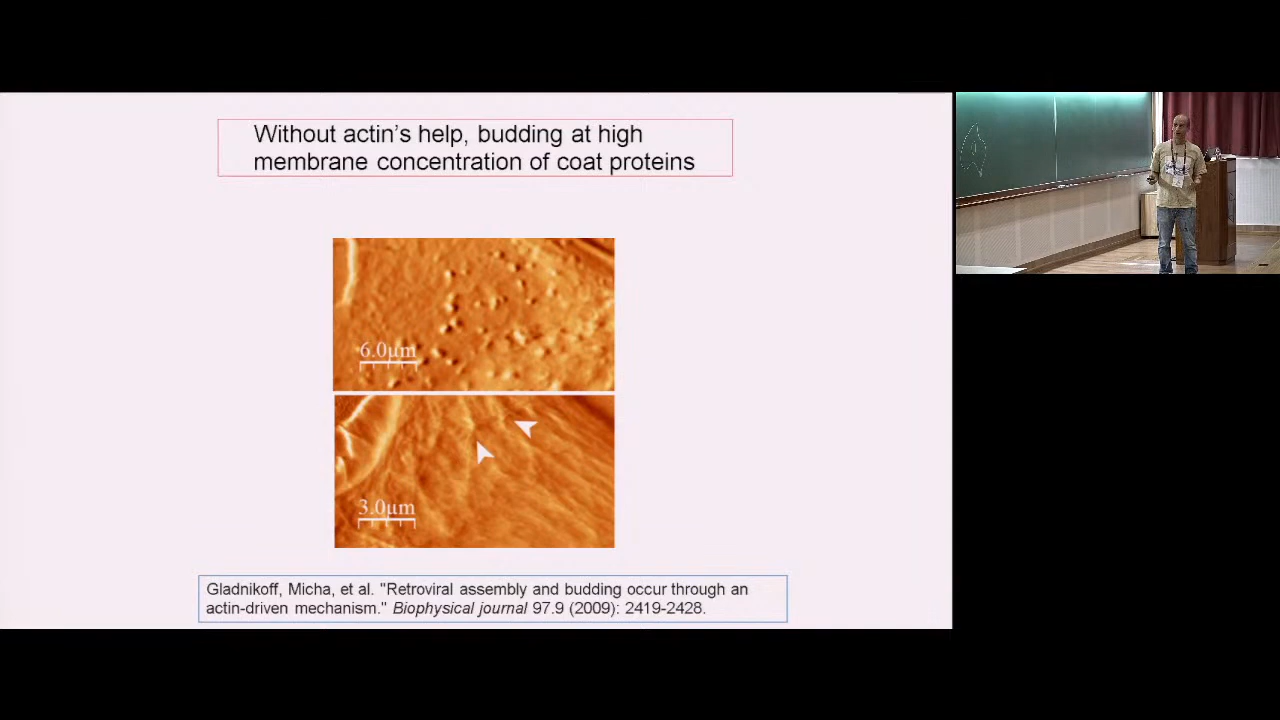 Without actin's help, budding at high
membrane concentration of coat proteins
6.0µm
3.0µm
Gladnikoff, Micha, et al. "Retroviral assembly and budding occur through an
actin-driven mechanism." Biophysical journal 97.9 (2009): 2419-2428.